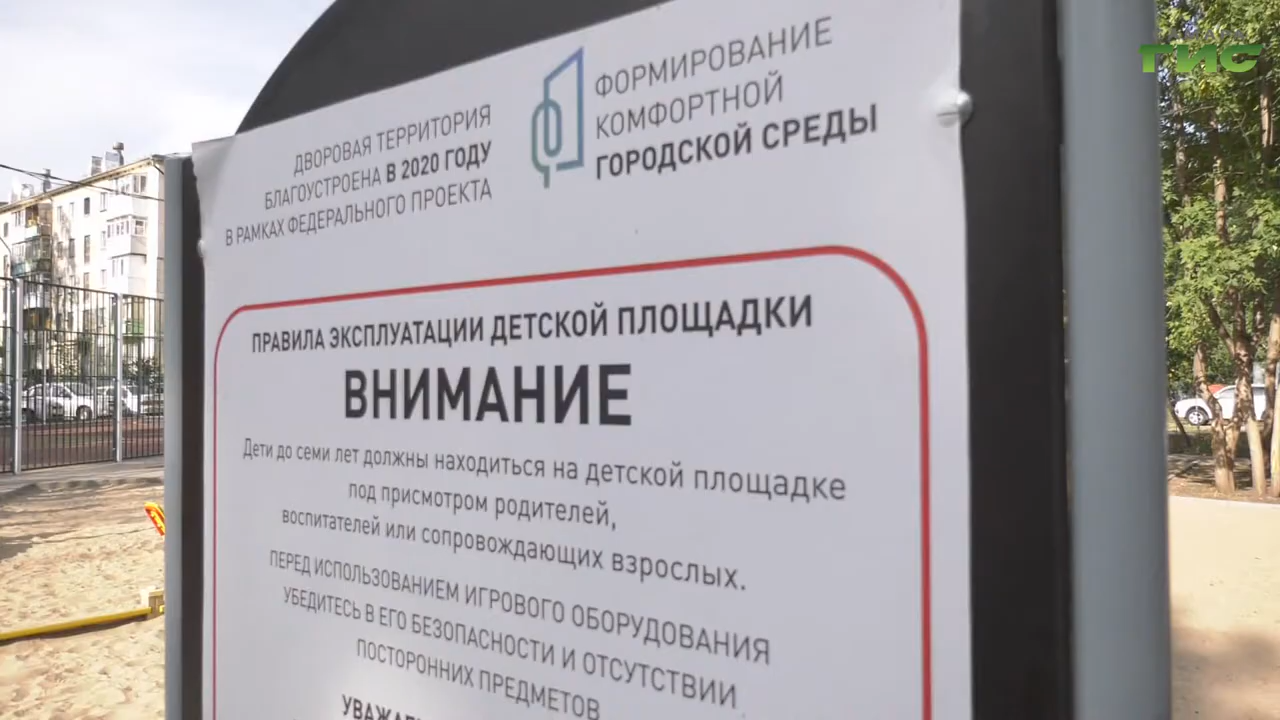 ГИС
ДВОРОВАЯ ТЕРРИТОРИЯ
БЛАГОУСТРОЕНА В 2020 ГОДУ
В РАМКАХ ФЕДЕРАЛЬНОГО ПРОЕКТА
ФОРМИРОВАНИЕ
КОМФОРТНОЙ
ГОРОДСКОЙ СРЕДЫ
ПРАВИЛА ЭКСПЛУАТАЦИИ ДЕТСКОЙ ПЛОЩАДКИ
ВНИМАНИЕ
Дети до семи лет должны находиться на детской площадке
под присмотром родителей,
воспитателей или сопровождающих взрослых.
ПЕРЕД ИСПОЛЬЗОВАНИЕМ ИГРОВОГО ОБОРУДОВАНИЯ
УБЕДИТЕСЬ В ЕГО БЕЗОПАСНОСТИ И ОТСУТСТВИИ
ПОСТОРОННИХ ПРЕДМЕТОВ